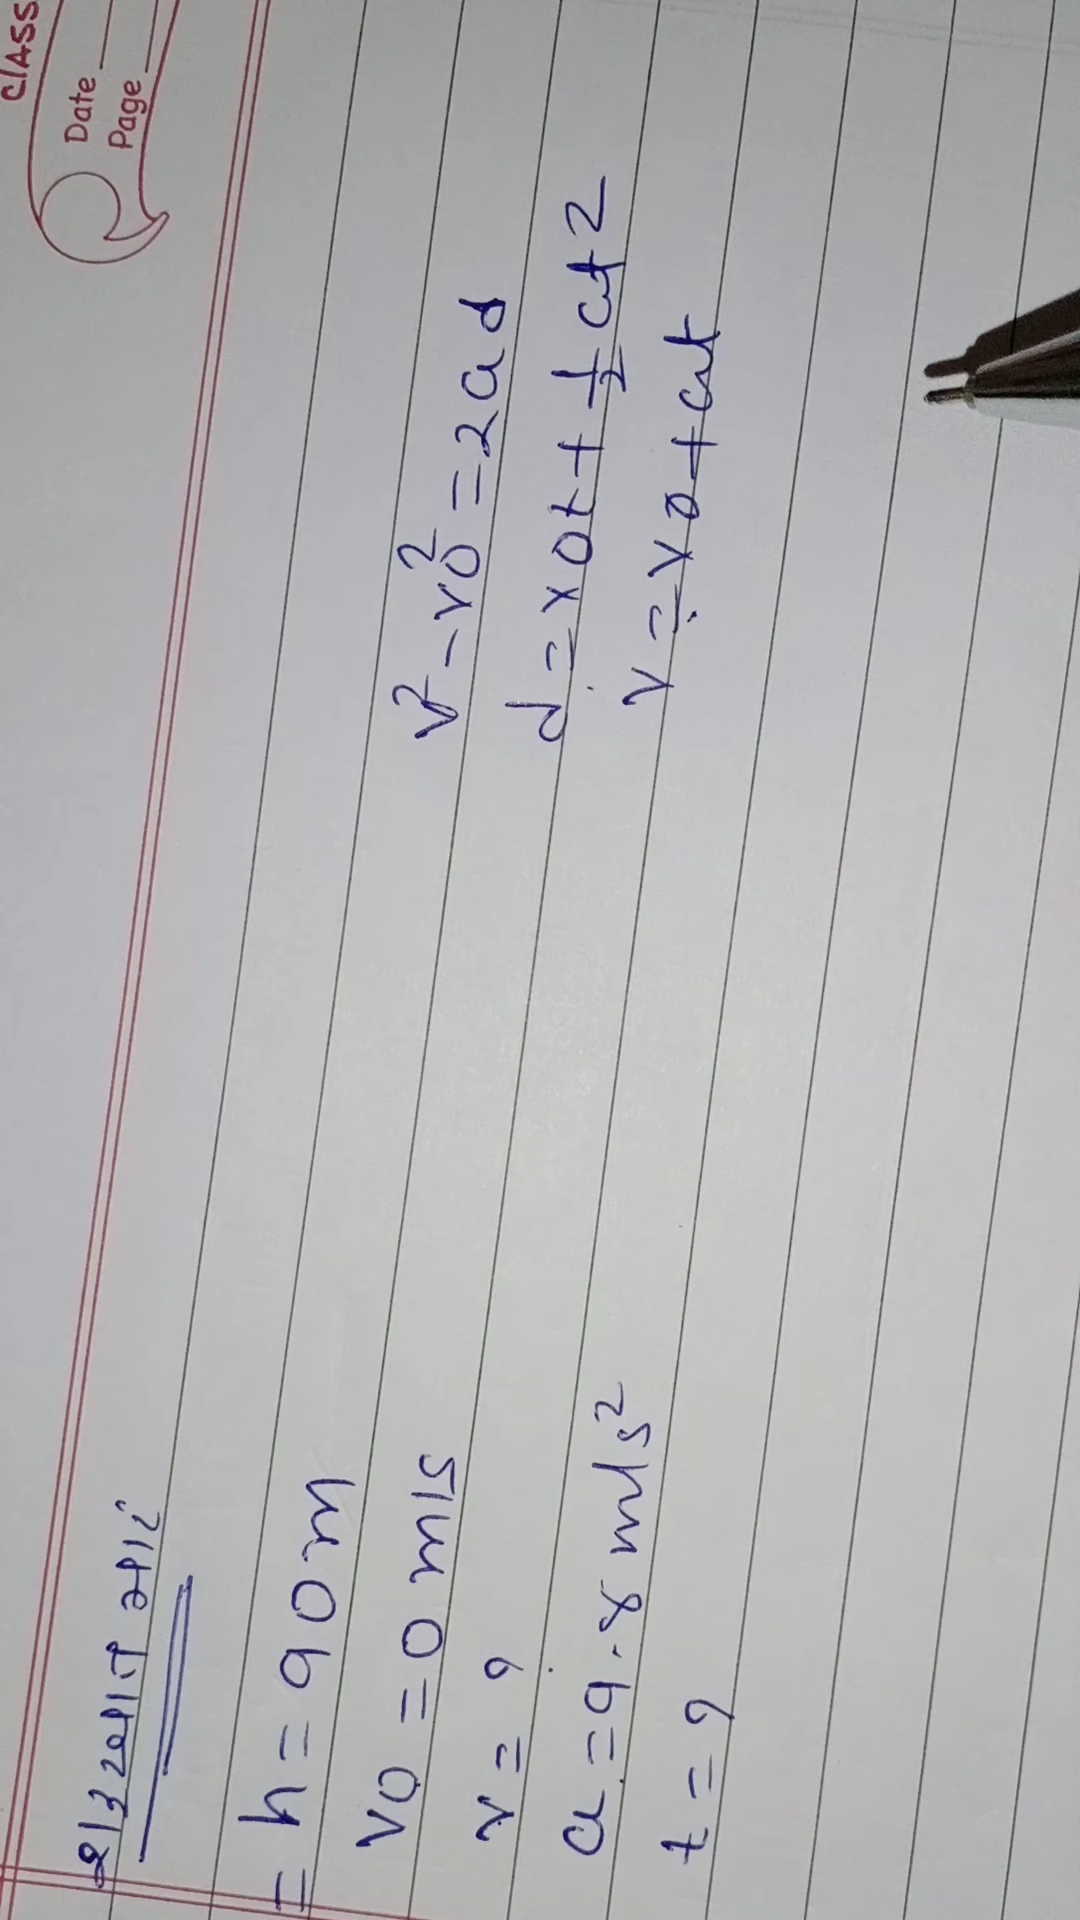 CLASS
Date
Page
શરૂઆત માટે
= h = 90 m
v0 = 0 m/s
v = ?
a = 9.8 m/s²
t = ?
v² - v0² = 2ad
d = v0t + 1/2 at2
v = v0 + at